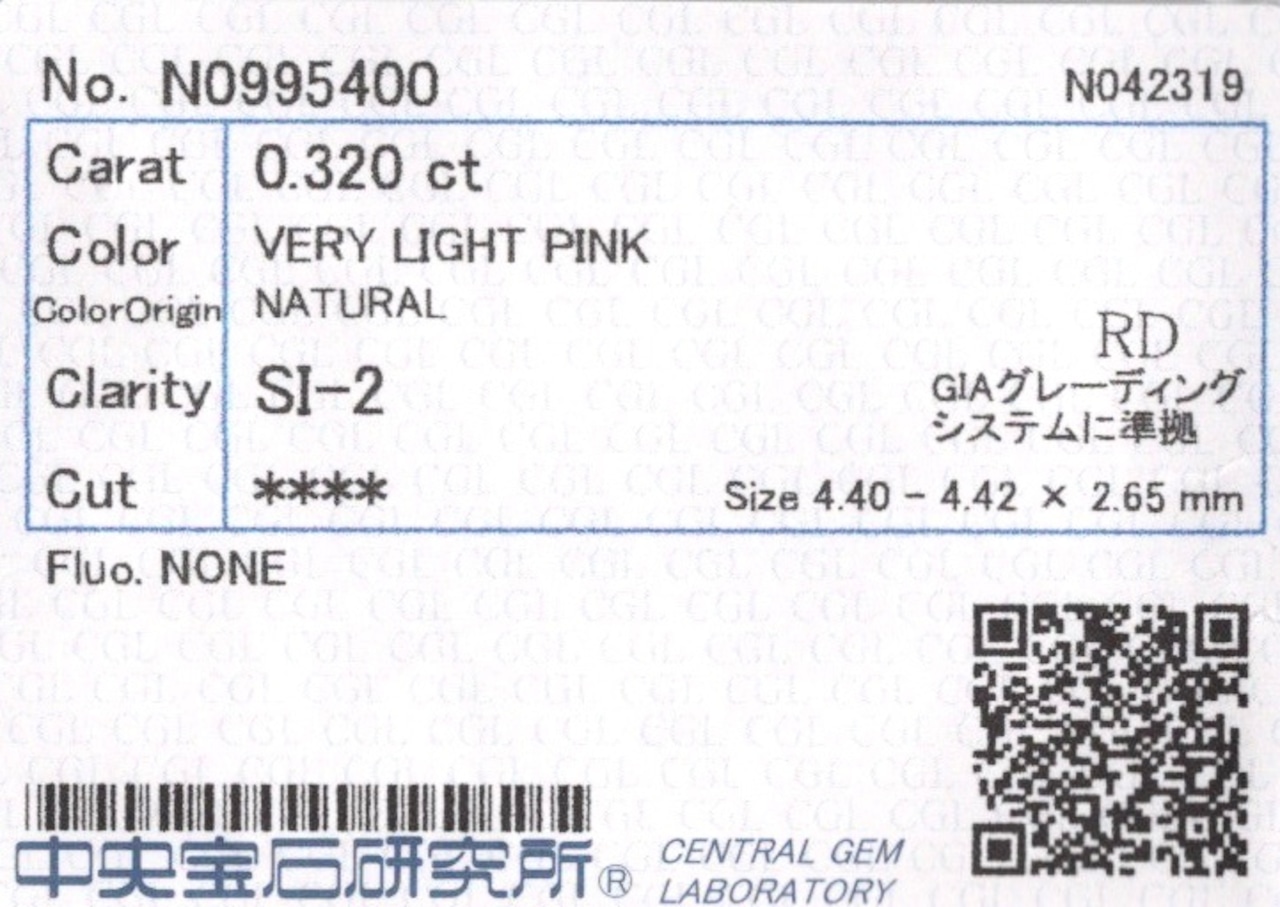 No. N0995400 N042319
Carat 0.320 ct
Color VERY LIGHT PINK
ColorOrigin NATURAL
RD
Clarity SI-2
GIAグレーディング
システムに準拠
Cut ****
Size 4.40 - 4.42 × 2.65 mm
Fluo. NONE
中央宝石研究所®
CENTRAL GEM
LABORATORY